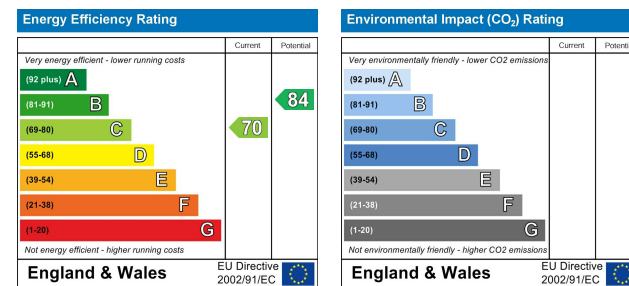 Energy Efficiency Rating
Current Potential
Very energy efficient - lower running costs
(92 plus) A
(81-91) B
84
(69-80) C
70
(55-68) D
(39-54) E
(21-38) F
(1-20) G
Not energy efficient - higher running costs
England & Wales
EU Directive
2002/91/EC
Environmental Impact (CO₂) Rating
Current Potential
Very environmentally friendly - lower CO2 emissions
(92 plus) A
(81-91) B
(69-80) C
(55-68) D
(39-54) E
(21-38) F
(1-20) G
Not environmentally friendly - higher CO2 emissions
England & Wales
EU Directive
2002/91/EC